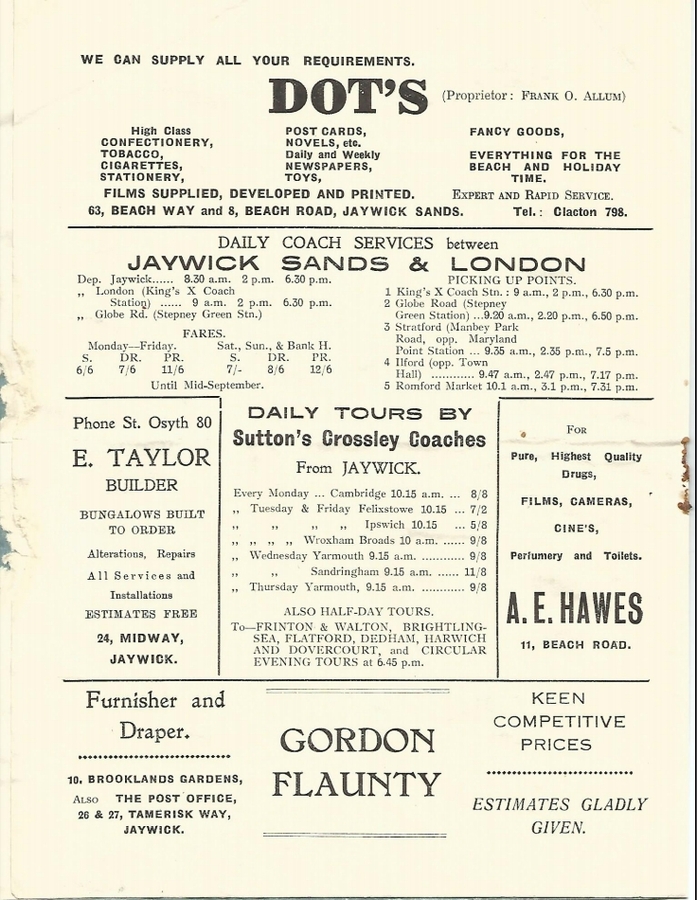 WE CAN SUPPLY ALL YOUR REQUIREMENTS.
DOT'S (Proprietor: FRANK O. ALLUM)
High Class
CONFECTIONERY,
TOBACCO,
CIGARETTES,
STATIONERY,
POST CARDS,
NOVELS, etc.
Daily and Weekly
NEWSPAPERS,
TOYS,
FANCY GOODS,
EVERYTHING FOR THE
BEACH AND HOLIDAY
TIME.
FILMS SUPPLIED, DEVELOPED AND PRINTED. EXPERT AND RAPID SERVICE.
63, BEACH WAY and 8, BEACH ROAD, JAYWICK SANDS. Tel.: Clacton 798.
DAILY COACH SERVICES between
JAYWICK SANDS & LONDON
Dep. Jaywick...... 8.30 a.m. 2 p.m. 6.30 p.m.
„ London (King's X Coach
Station) ...... 9 a.m. 2 p.m. 6.30 p.m.
„ Globe Rd. (Stepney Green Stn.)
FARES.
Monday—Friday. Sat., Sun., & Bank H.
S. DR. PR. S. DR. PR.
6/6 7/6 11/6 7/- 8/6 12/6
Until Mid-September.
PICKING UP POINTS.
1 King's X Coach Stn.: 9 a.m., 2 p.m., 6.30 p.m.
2 Globe Road (Stepney
Green Station) ...9.20 a.m., 2.20 p.m., 6.50 p.m.
3 Stratford (Manbey Park
Road, opp. Maryland
Point Station ... 9.35 a.m., 2.35 p.m., 7.5 p.m.
4 Ilford (opp. Town
Hall) ............ 9.47 a.m., 2.47 p.m., 7.17 p.m.
5 Romford Market 10.1 a.m., 3.1 p.m., 7.31 p.m.
Phone St. Osyth 80
E. TAYLOR
BUILDER
BUNGALOWS BUILT
TO ORDER
Alterations, Repairs
All Services and
Installations
ESTIMATES FREE
24, MIDWAY,
JAYWICK.
DAILY TOURS BY
Sutton's Crossley Coaches
From JAYWICK.
Every Monday ... Cambridge 10.15 a.m. ... 8/8
„ Tuesday & Friday Felixstowe 10.15 ... 7/2
„ „ „ „ Ipswich 10.15 ... 5/8
„ „ „ „ Wroxham Broads 10 a.m. ...... 9/8
„ Wednesday Yarmouth 9.15 a.m. ............ 9/8
„ „ Sandringham 9.15 a.m. ...... 11/8
„ Thursday Yarmouth, 9.15 a.m. ............ 9/8
ALSO HALF-DAY TOURS.
To—FRINTON & WALTON, BRIGHTLING-
SEA, FLATFORD, DEDHAM, HARWICH
AND DOVERCOURT, and CIRCULAR
EVENING TOURS at 6.45 p.m.
FOR
Pure, Highest Quality
Drugs,
FILMS, CAMERAS,
CINE'S,
Perfumery and Toilets.
A. E. HAWES
11, BEACH ROAD.
Furnisher and
Draper.
10, BROOKLANDS GARDENS,
ALSO THE POST OFFICE,
26 & 27, TAMERISK WAY,
JAYWICK.
GORDON
FLAUNTY
KEEN
COMPETITIVE
PRICES
ESTIMATES GLADLY
GIVEN.